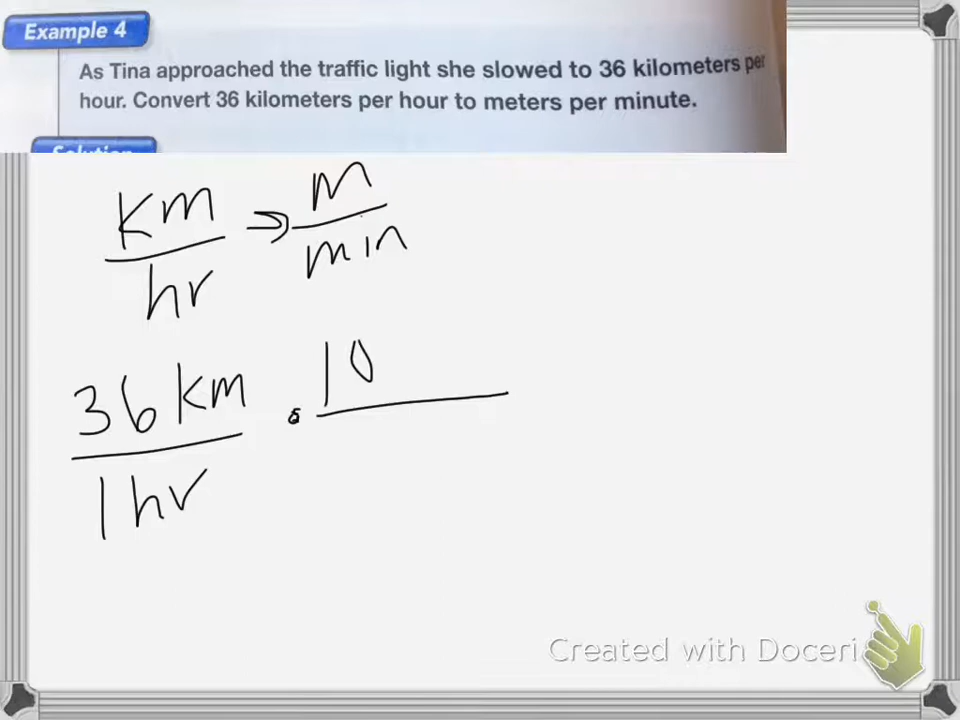 Example 4
As Tina approached the traffic light she slowed to 36 kilometers per
hour. Convert 36 kilometers per hour to meters per minute.
Solution
km/hr ⇒ m/min
36 km/1 hr · 10
Created with Doceri